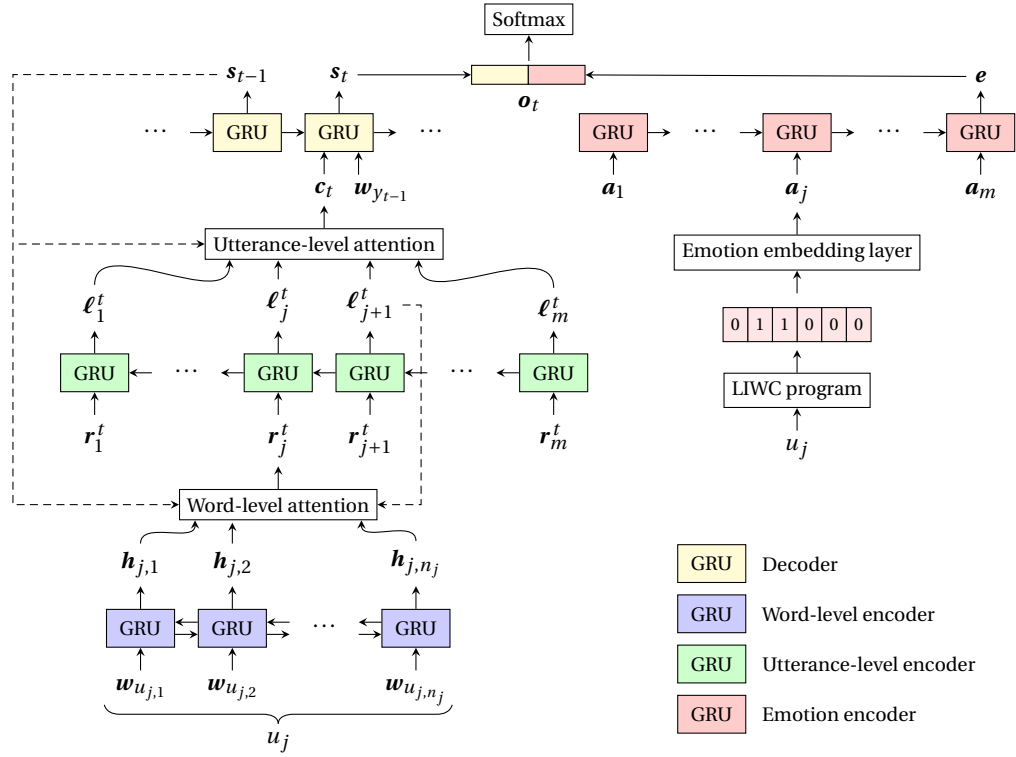 Softmax
s_{t−1} s_t e
o_t
··· GRU GRU ··· GRU ··· GRU ··· GRU
c_t w_{y_{t−1}} a_1 a_j a_m
Utterance-level attention Emotion embedding layer
ℓ_1^t ℓ_j^t ℓ_{j+1}^t ℓ_m^t
0 1 1 0 0 0
GRU ··· GRU GRU ··· GRU
LIWC program
r_1^t r_j^t r_{j+1}^t r_m^t u_j
Word-level attention
h_{j,1} h_{j,2} h_{j,n_j}
GRU Decoder
GRU GRU ··· GRU
GRU Word-level encoder
w_{u_{j,1}} w_{u_{j,2}} w_{u_{j,n_j}}
GRU Utterance-level encoder
u_j
GRU Emotion encoder